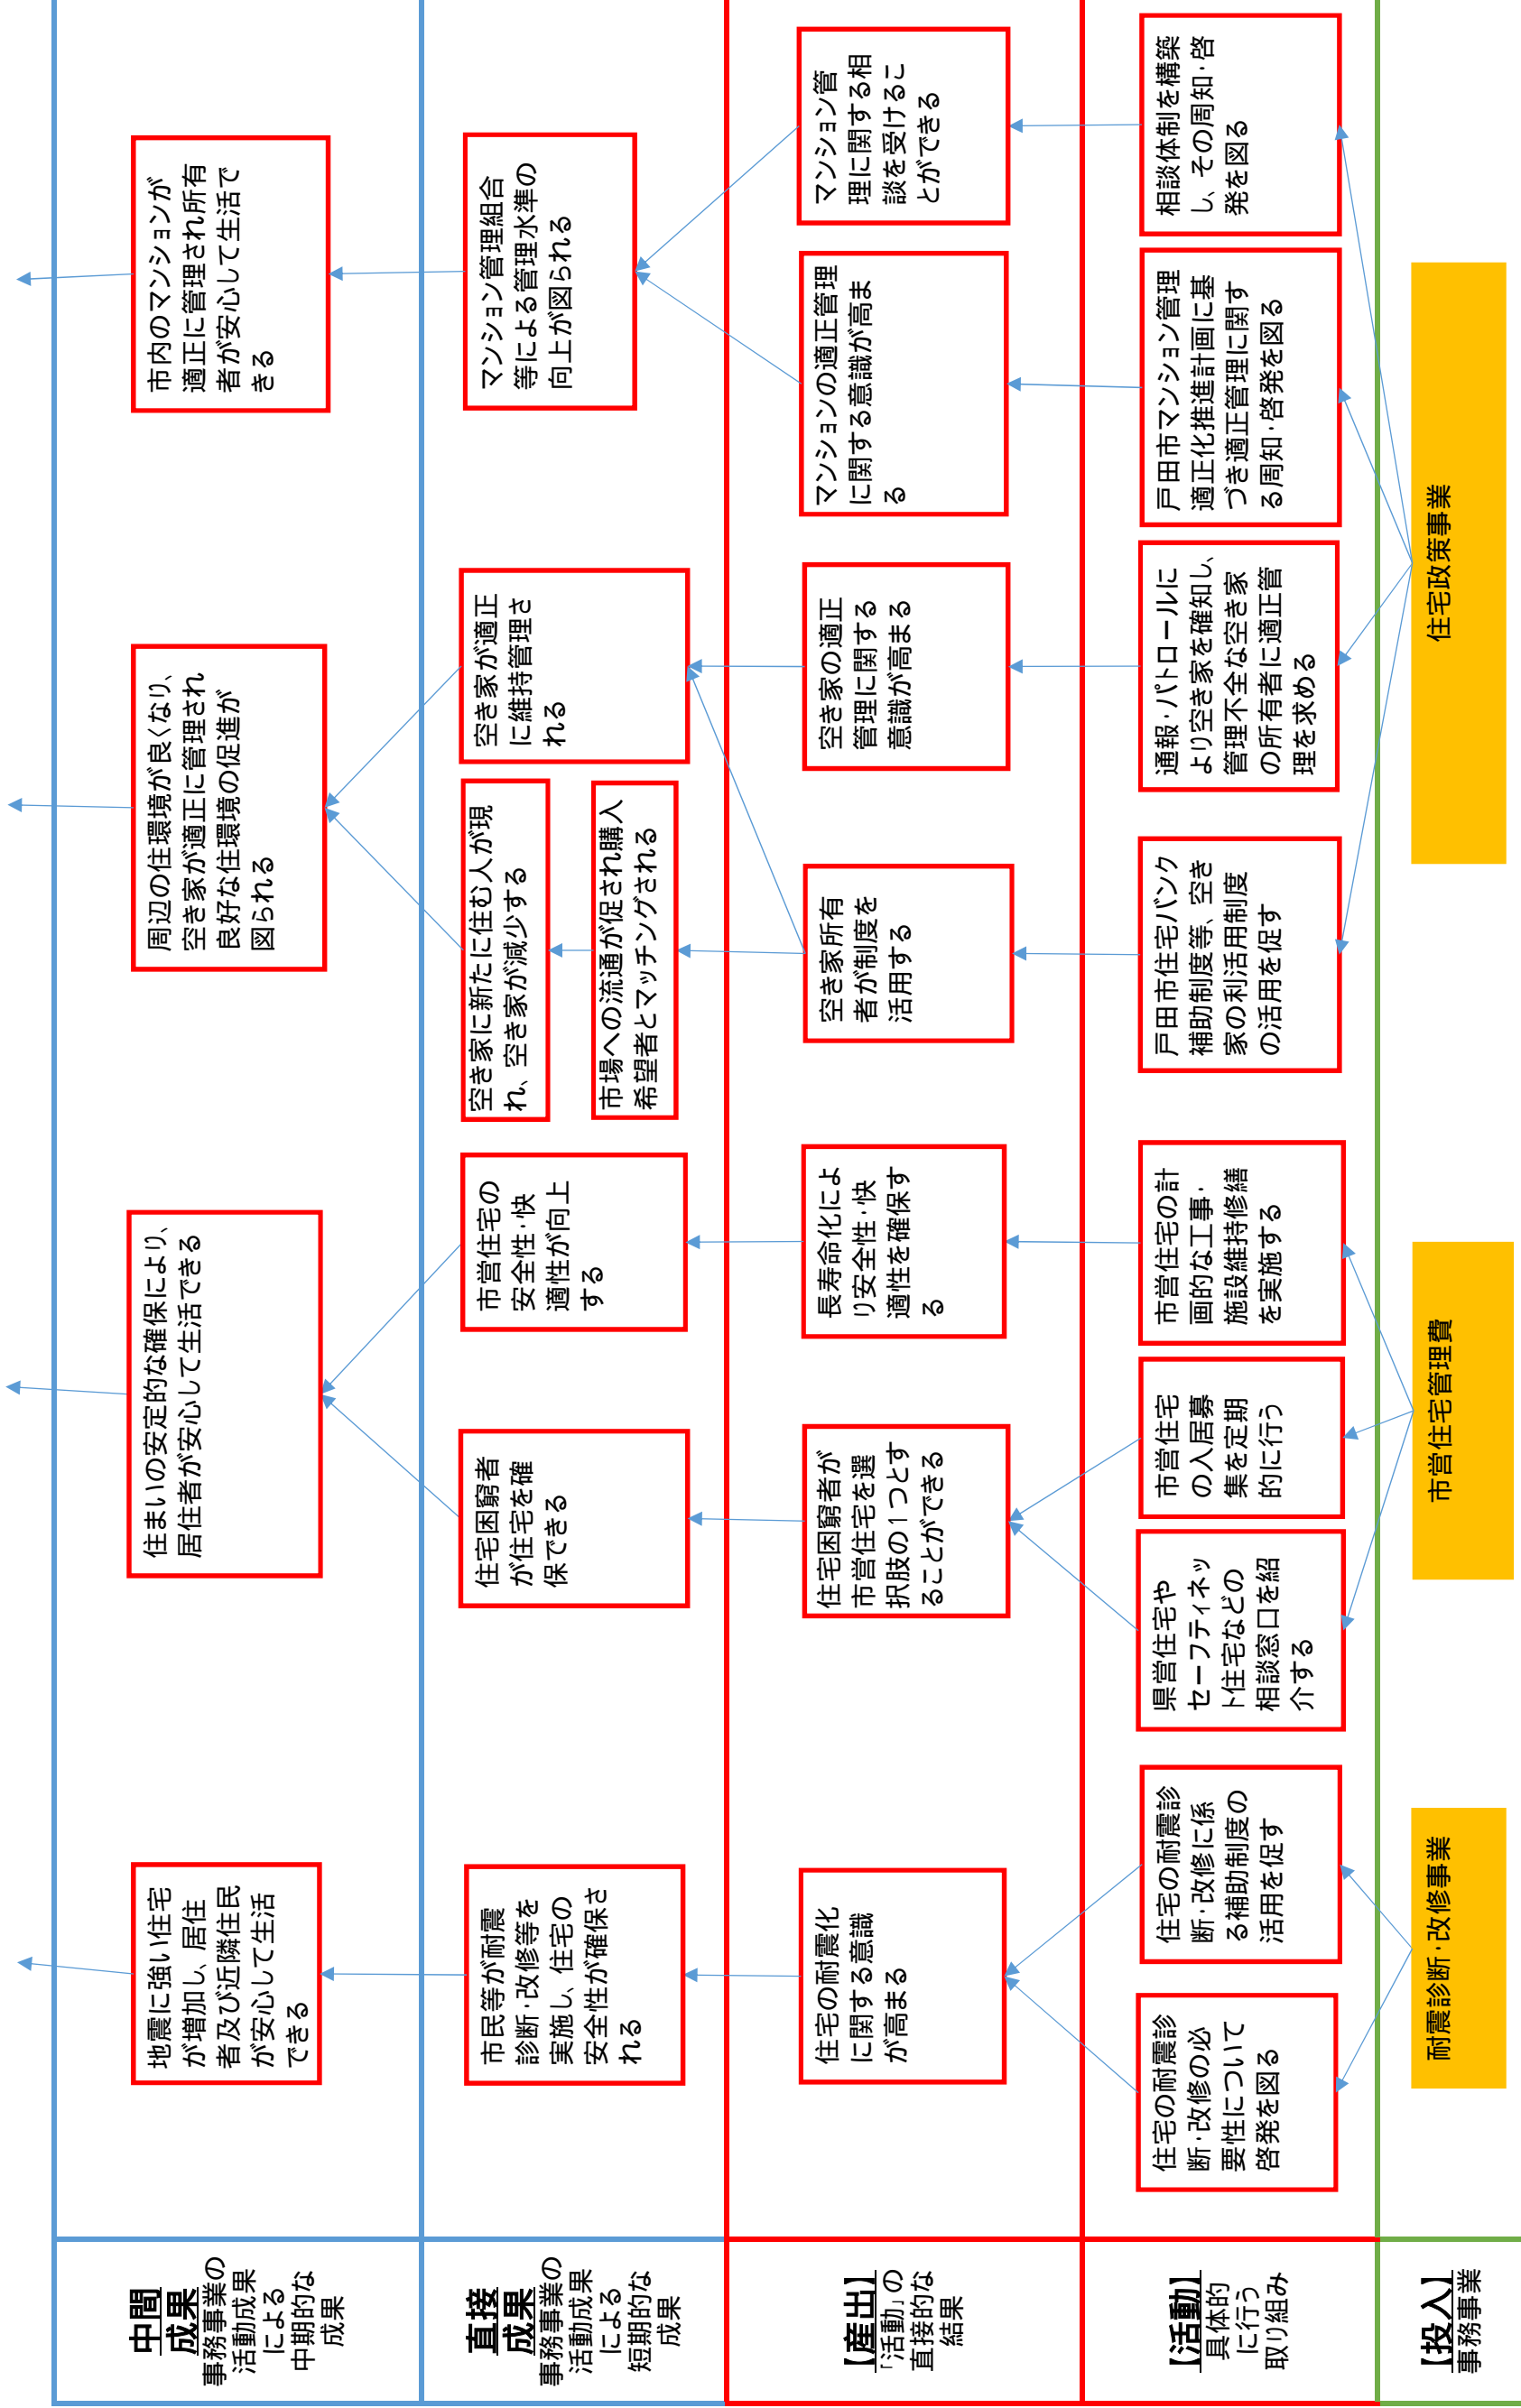 中間
成果
事務事業の
活動成果
による
中期的な
成果
地震に強い住宅
が増加し、居住
者及び近隣住民
が安心して生活
できる
住まいの安定的な確保により、
居住者が安心して生活できる
周辺の住環境が良くなり、
空き家が適正に管理され
良好な住環境の促進が
図られる
市内のマンションが
適正に管理され所有
者が安心して生活で
きる
直接
成果
事務事業の
活動成果
による
短期的な
成果
市民等が耐震
診断・改修等を
実施し、住宅の
安全性が確保さ
れる
住宅困窮者
が住宅を確
保できる
市営住宅の
安全性・快
適性が向上
する
空き家に新たに住む人が現
れ、空き家が減少する
市場への流通が促され購入
希望者とマッチングされる
空き家が適正
に維持管理さ
れる
マンション管理組合
等による管理水準の
向上が図られる
【産出】
「活動」の
直接的な
結果
住宅の耐震化
に関する意識
が高まる
住宅困窮者が
市営住宅を選
択肢の1つとす
ることができる
長寿命化によ
り安全性・快
適性を確保す
る
空き家所有
者が制度を
活用する
空き家の適正
管理に関する
意識が高まる
マンションの適正管理
に関する意識が高ま
る
マンション管
理に関する相
談を受けるこ
とができる
【活動】
具体的
に行う
取り組み
住宅の耐震診
断・改修の必
要性について
啓発を図る
住宅の耐震診
断・改修に係
る補助制度の
活用を促す
県営住宅や
セーフティネッ
ト住宅などの
相談窓口を紹
介する
市営住宅
の入居募
集を定期
的に行う
市営住宅の計
画的な工事・
施設維持修繕
を実施する
戸田市住宅バンク
補助制度等、空き
家の利活用制度
の活用を促す
通報・パトロールに
より空き家を確知し、
管理不全な空き家
の所有者に適正管
理を求める
戸田市マンション管理
適正化推進計画に基
づき適正管理に関す
る周知・啓発を図る
相談体制を構築
し、その周知・啓
発を図る
【投入】
事務事業
耐震診断・改修事業
市営住宅管理費
住宅政策事業